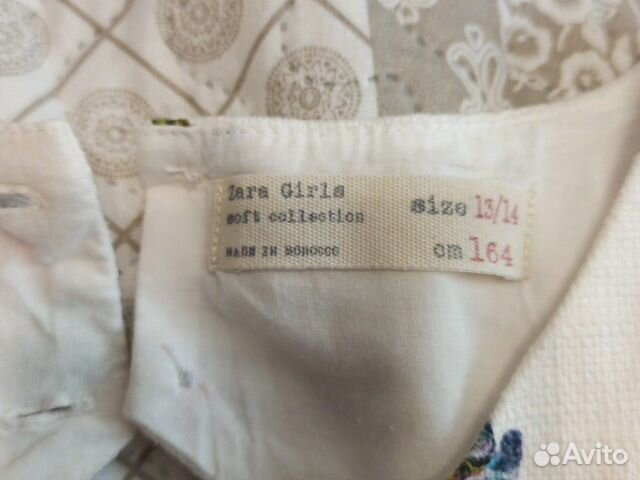 Zara Girls
soft collection
MADE IN MOROCCO
size 13/14
cm 164
Avito